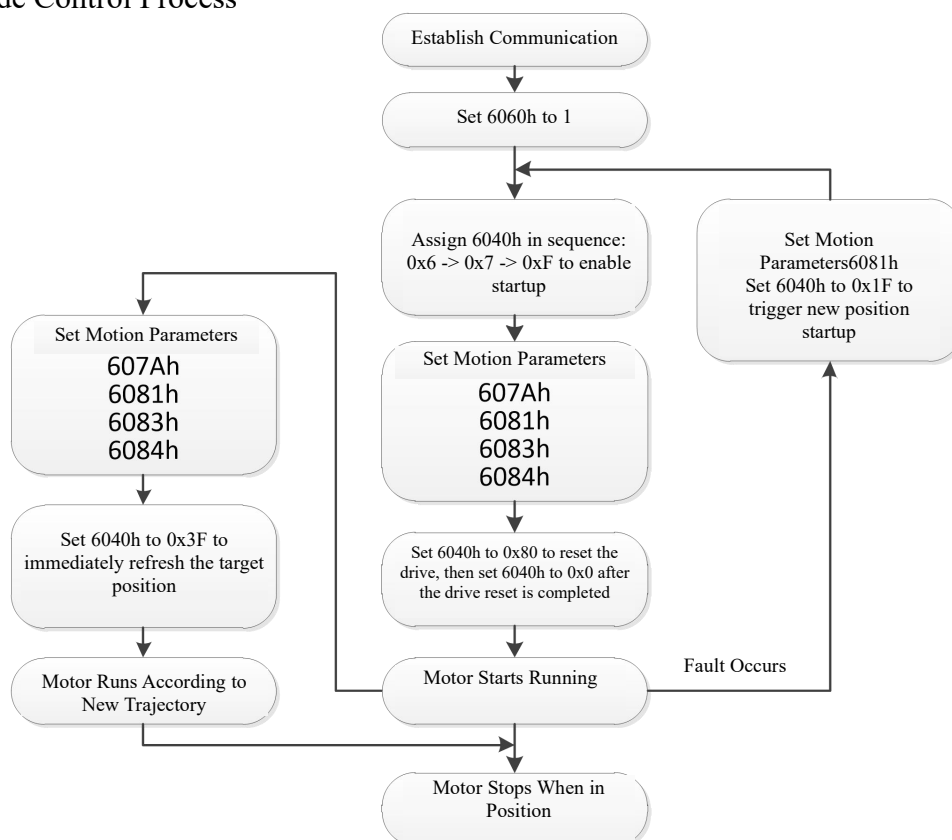 de Control Process
Establish Communication
Set 6060h to 1
Assign 6040h in sequence:
0x6 -> 0x7 -> 0xF to enable
startup
Set Motion
Parameters6081h
Set 6040h to 0x1F to
trigger new position
startup
Set Motion Parameters
607Ah
6081h
6083h
6084h
Set Motion Parameters
607Ah
6081h
6083h
6084h
Set 6040h to 0x3F to
immediately refresh the target
position
Set 6040h to 0x80 to reset the
drive, then set 6040h to 0x0 after
the drive reset is completed
Motor Runs According to
New Trajectory
Motor Starts Running
Fault Occurs
Motor Stops When in
Position